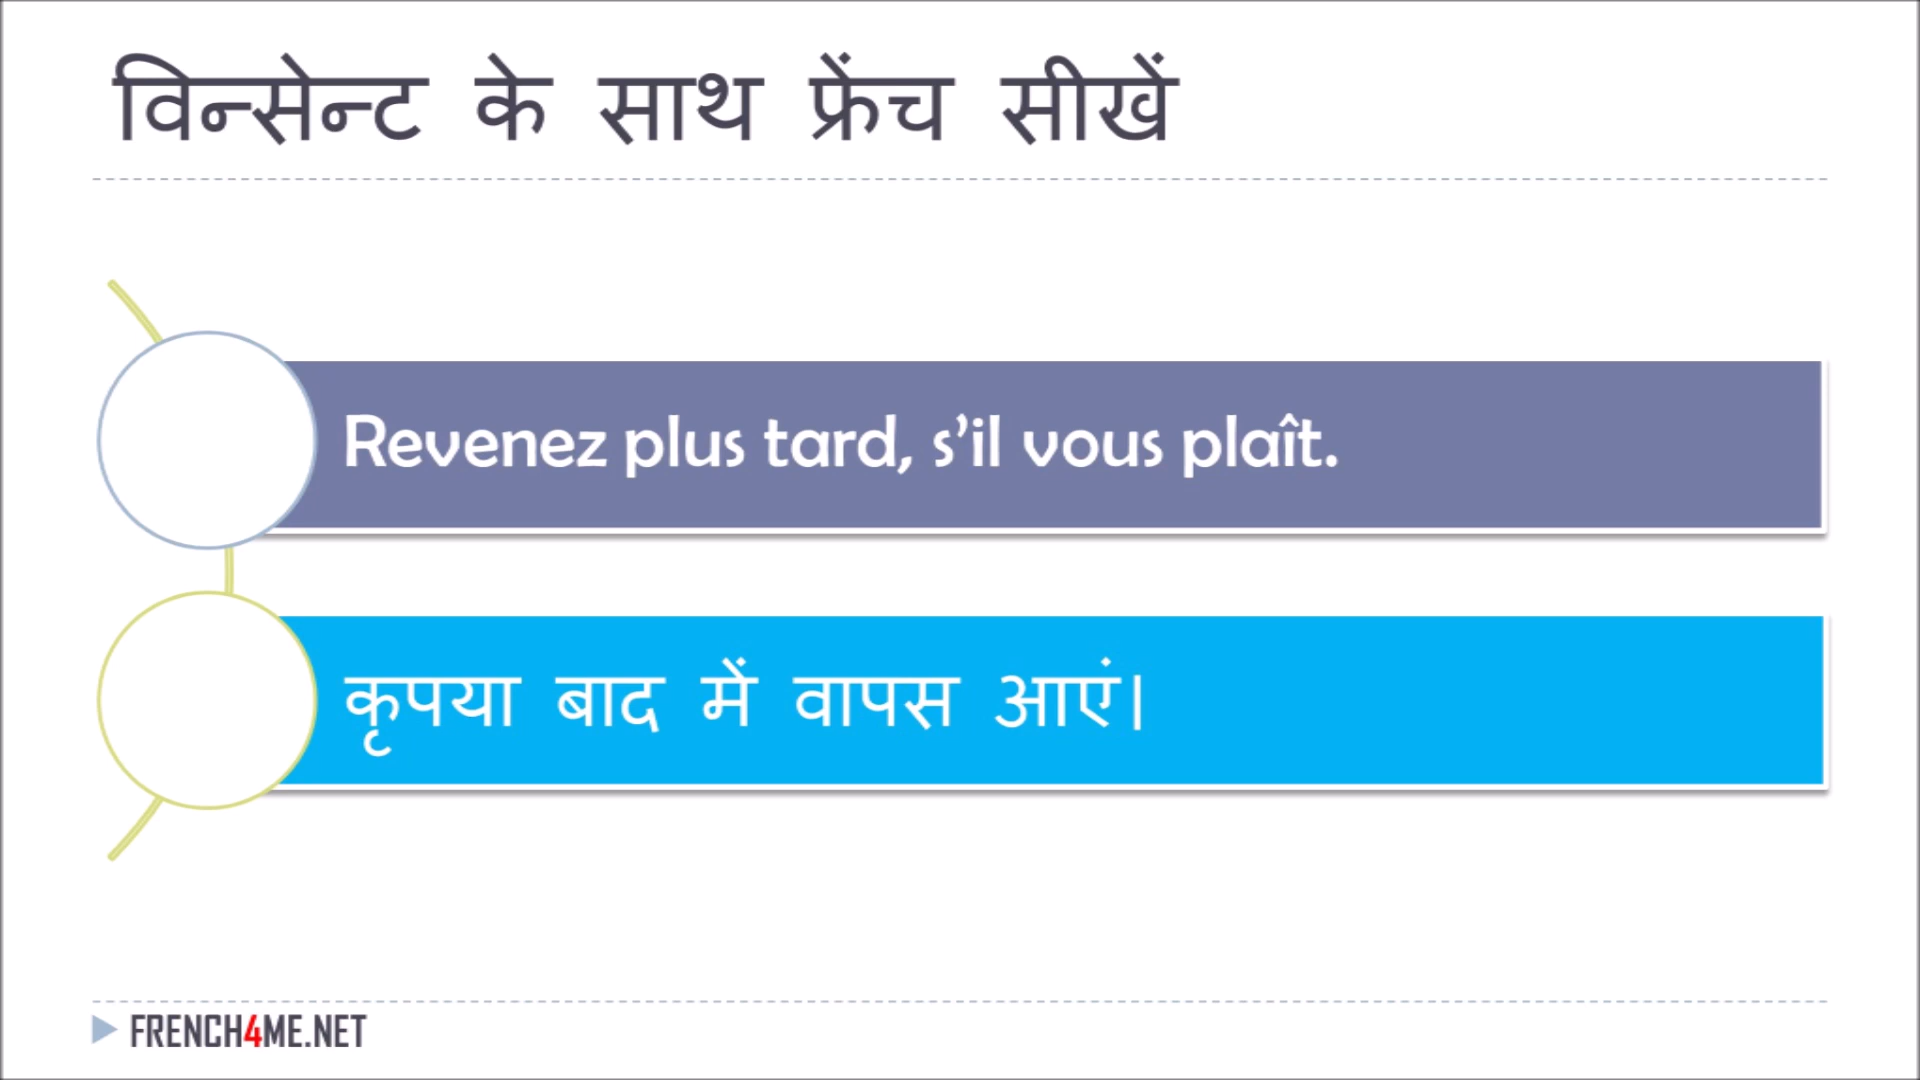 विन्सेन्ट के साथ फ्रेंच सीखें
Revenez plus tard, s’il vous plaît.
कृपया बाद में वापस आएं।
FRENCH4ME.NET